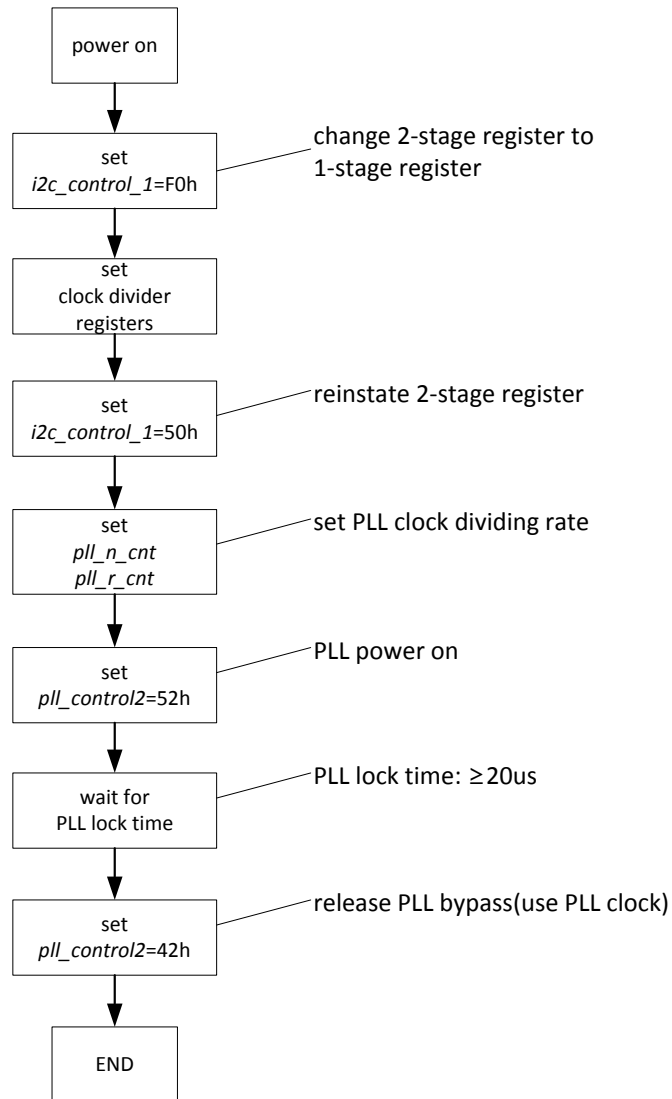 power on
set
i2c_control_1=F0h
change 2-stage register to
1-stage register
set
clock divider
registers
set
i2c_control_1=50h
reinstate 2-stage register
set
pll_n_cnt
pll_r_cnt
set PLL clock dividing rate
set
pll_control2=52h
PLL power on
wait for
PLL lock time
PLL lock time: ≥20us
set
pll_control2=42h
release PLL bypass(use PLL clock)
END